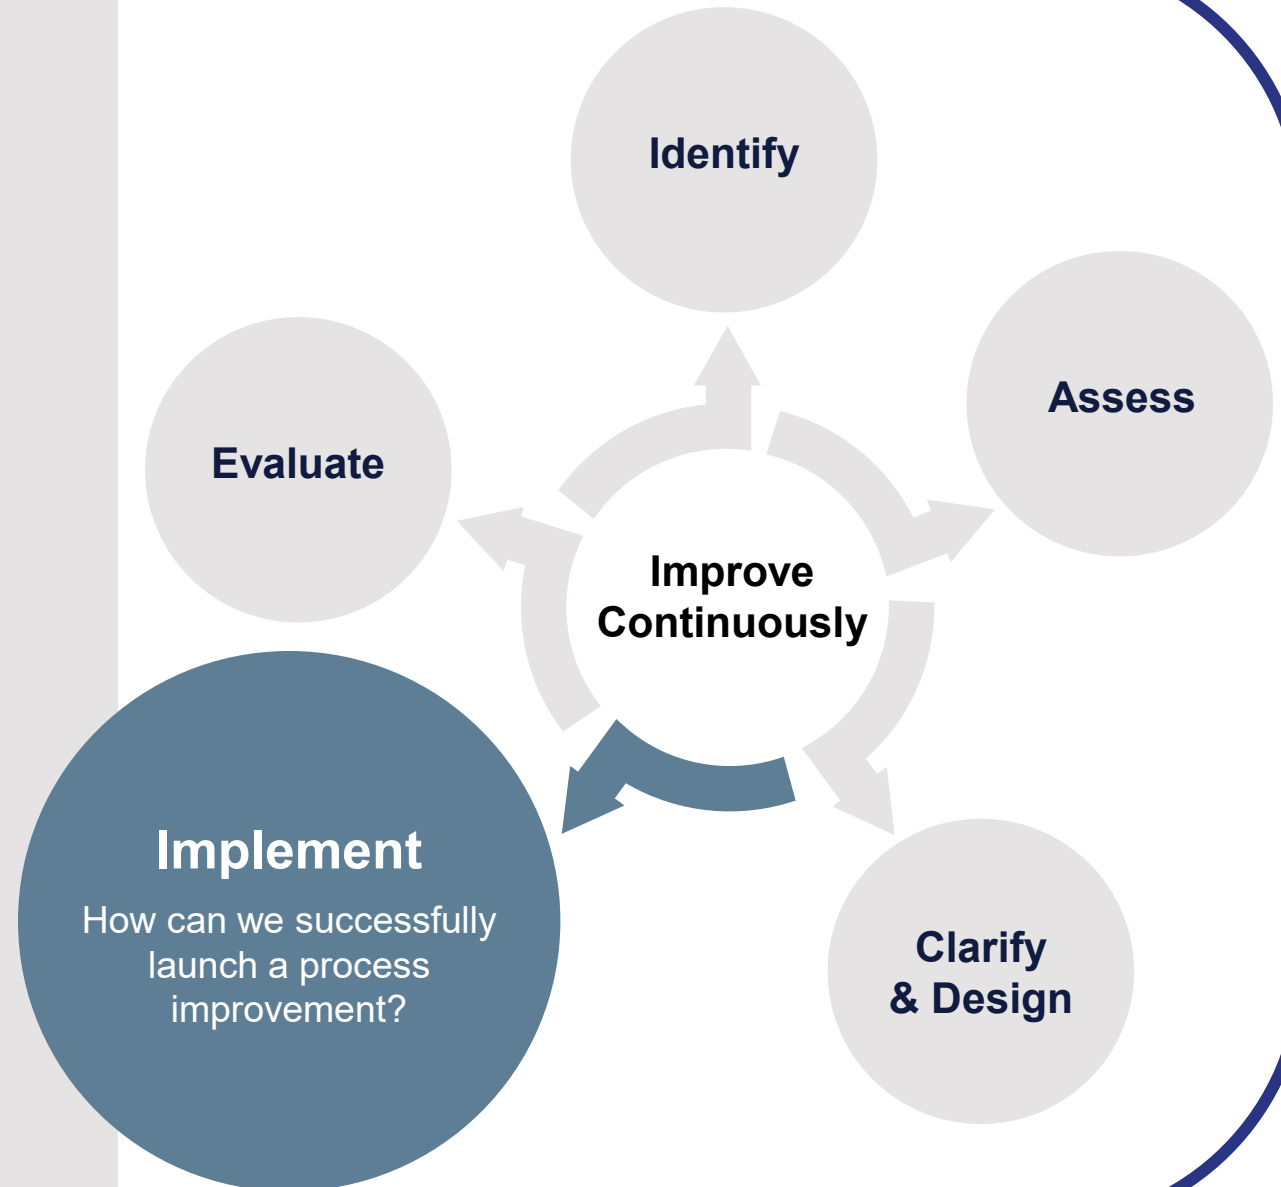 Identify
Assess
Evaluate
Improve
Continuously
Implement
How can we successfully
launch a process
improvement?
Clarify
& Design